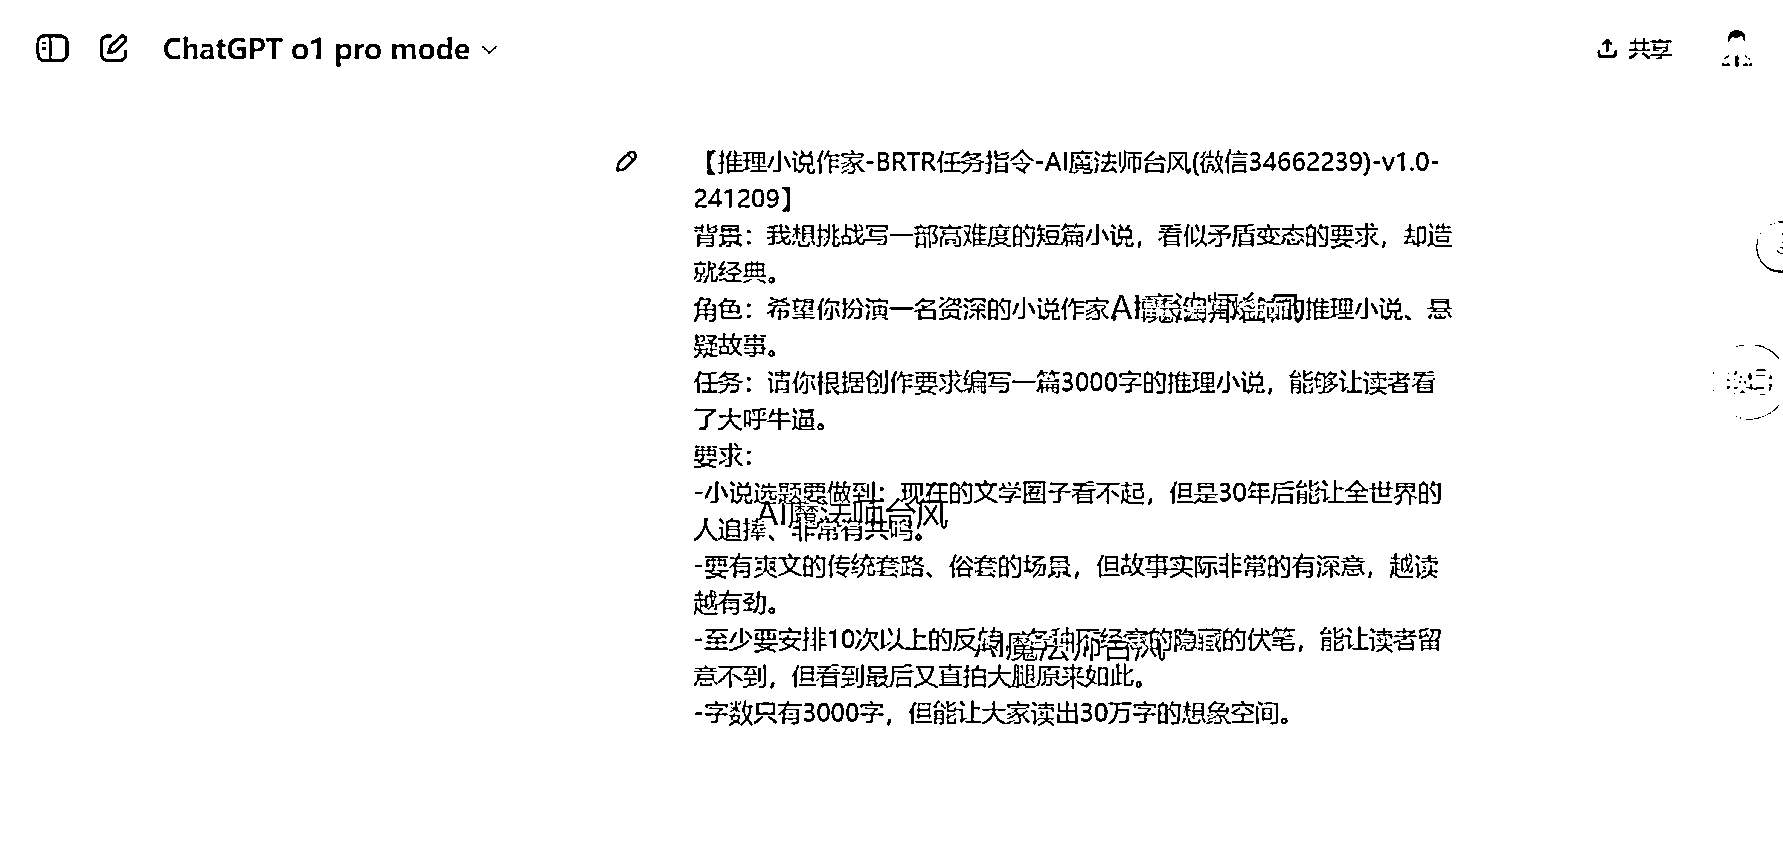 ChatGPT o1 pro mode
共享
【推理小说作家-BRTR任务指令-AI魔法师台风(微信34662239)-v1.0-
241209】
背景：我想挑战写一部高难度的短篇小说，看似矛盾变态的要求，却造
就经典。
角色：希望你扮演一名资深的小说作家，的推理小说、悬
疑故事。
AI魔法师台风
任务：请你根据创作要求编写一篇3000字的推理小说，能够让读者看
了大呼牛逼。
要求：
-小说选题要做到：现在的文学圈子看不起，但是30年后能让全世界的
AI魔法师台风
人追捧、非常有共鸣。
-要有爽文的传统套路、俗套的场景，但故事实际非常的有深意，越读
越有劲。
-至少要安排10次以上的反转，各种不经意的隐藏的伏笔，能让读者留
AI魔法师台风
意不到，但看到最后又直拍大腿原来如此。
-字数只有3000字，但能让大家读出30万字的想象空间。